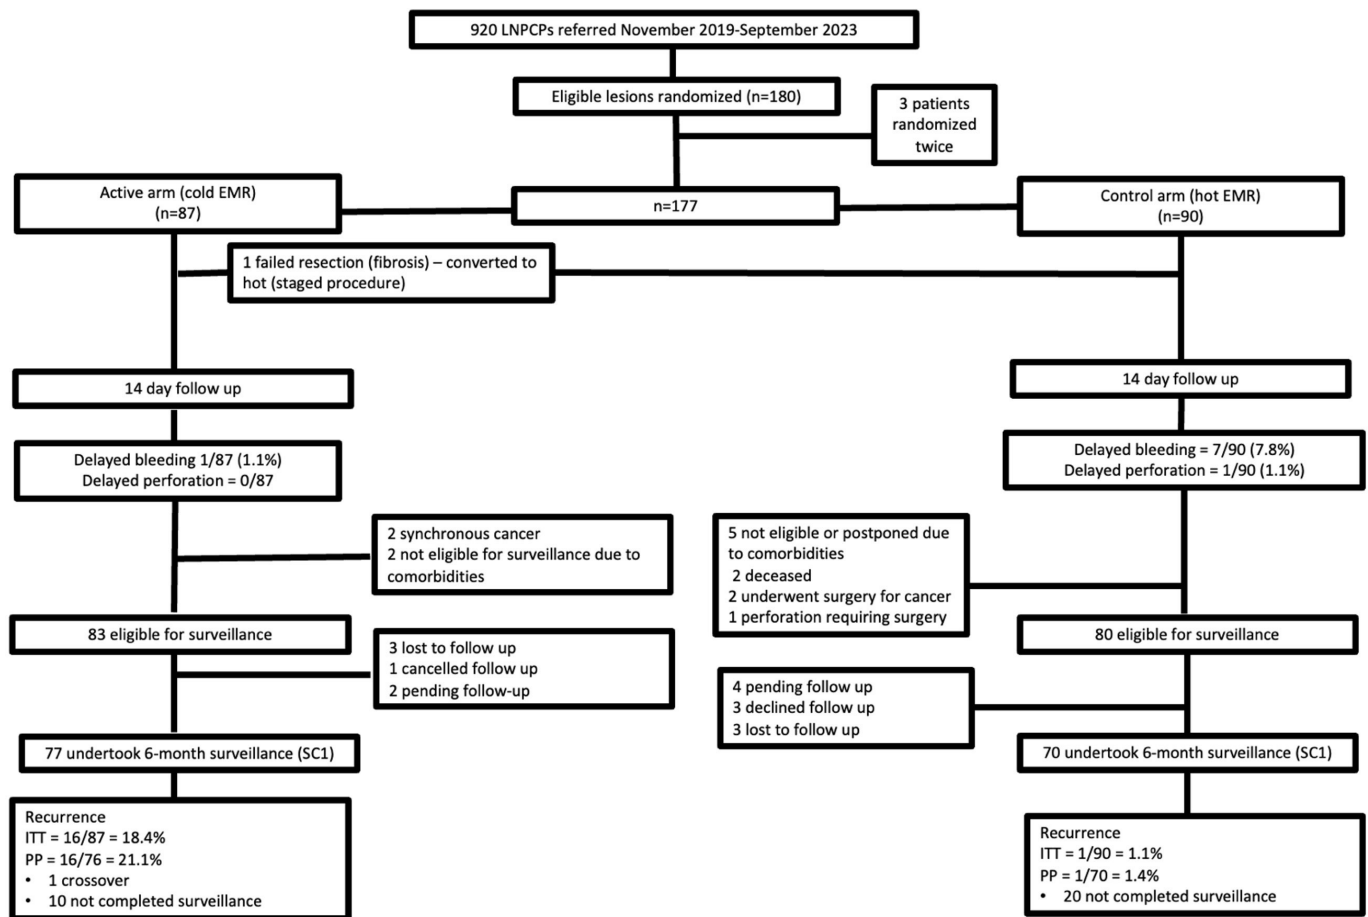 920 LNPCPs referred November 2019-September 2023
Eligible lesions randomized (n=180)
3 patients
randomized
twice
Active arm (cold EMR)
(n=87)
n=177
Control arm (hot EMR)
(n=90)
1 failed resection (fibrosis) – converted to
hot (staged procedure)
14 day follow up
14 day follow up
Delayed bleeding 1/87 (1.1%)
Delayed perforation = 0/87
Delayed bleeding = 7/90 (7.8%)
Delayed perforation = 1/90 (1.1%)
2 synchronous cancer
2 not eligible for surveillance due to
comorbidities
5 not eligible or postponed due
to comorbidities
2 deceased
2 underwent surgery for cancer
1 perforation requiring surgery
83 eligible for surveillance
80 eligible for surveillance
3 lost to follow up
1 cancelled follow up
2 pending follow-up
4 pending follow up
3 declined follow up
3 lost to follow up
77 undertook 6-month surveillance (SC1)
70 undertook 6-month surveillance (SC1)
Recurrence
ITT = 16/87 = 18.4%
PP = 16/76 = 21.1%
• 1 crossover
• 10 not completed surveillance
Recurrence
ITT = 1/90 = 1.1%
PP = 1/70 = 1.4%
• 20 not completed surveillance